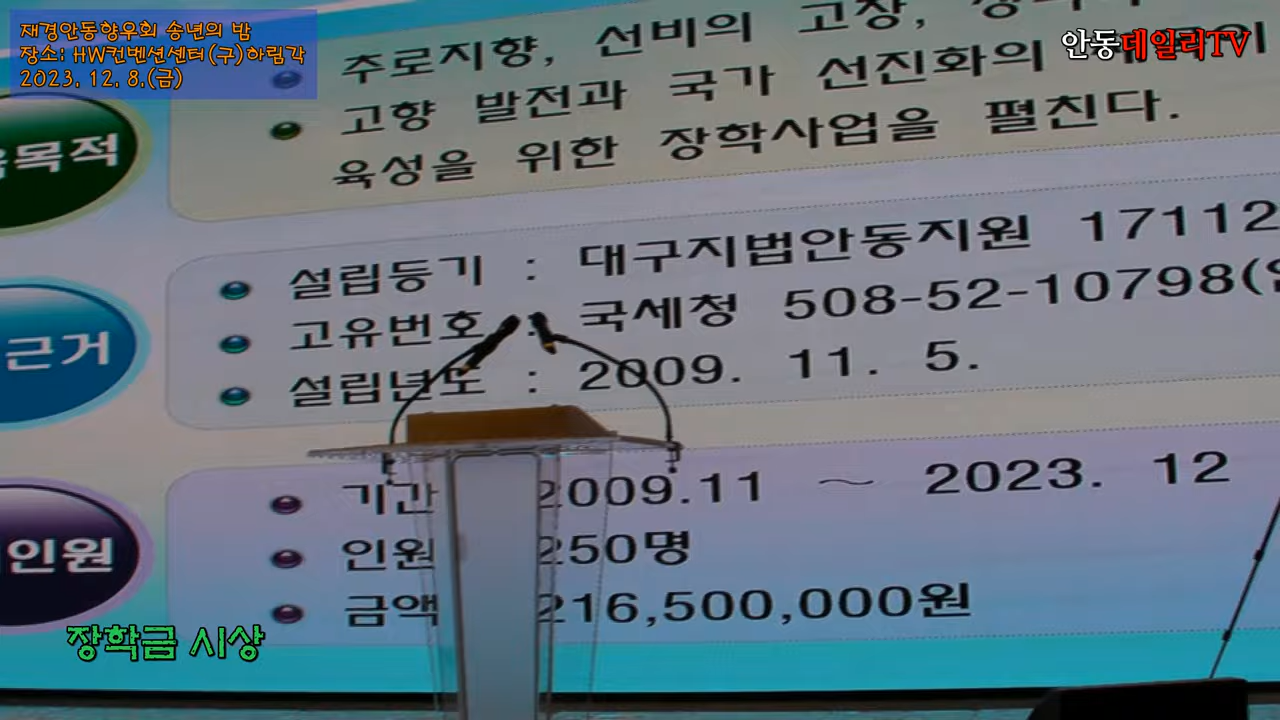 재경안동향우회 송년의 밤
장소: HW컨벤션센터(구)하림각
2023. 12. 8.(금)
안동데일리TV
추로지향, 선비의 고장,
고향 발전과 국가 선진화의
육성을 위한 장학사업을 펼친다.
목적
설립등기 : 대구지법안동지원 17112
고유번호 : 국세청 508-52-10798(
설립년도 : 2009. 11. 5.
근거
기간 2009.11 ~ 2023. 12
인원 250명
금액 216,500,000원
인원
장학금 시상